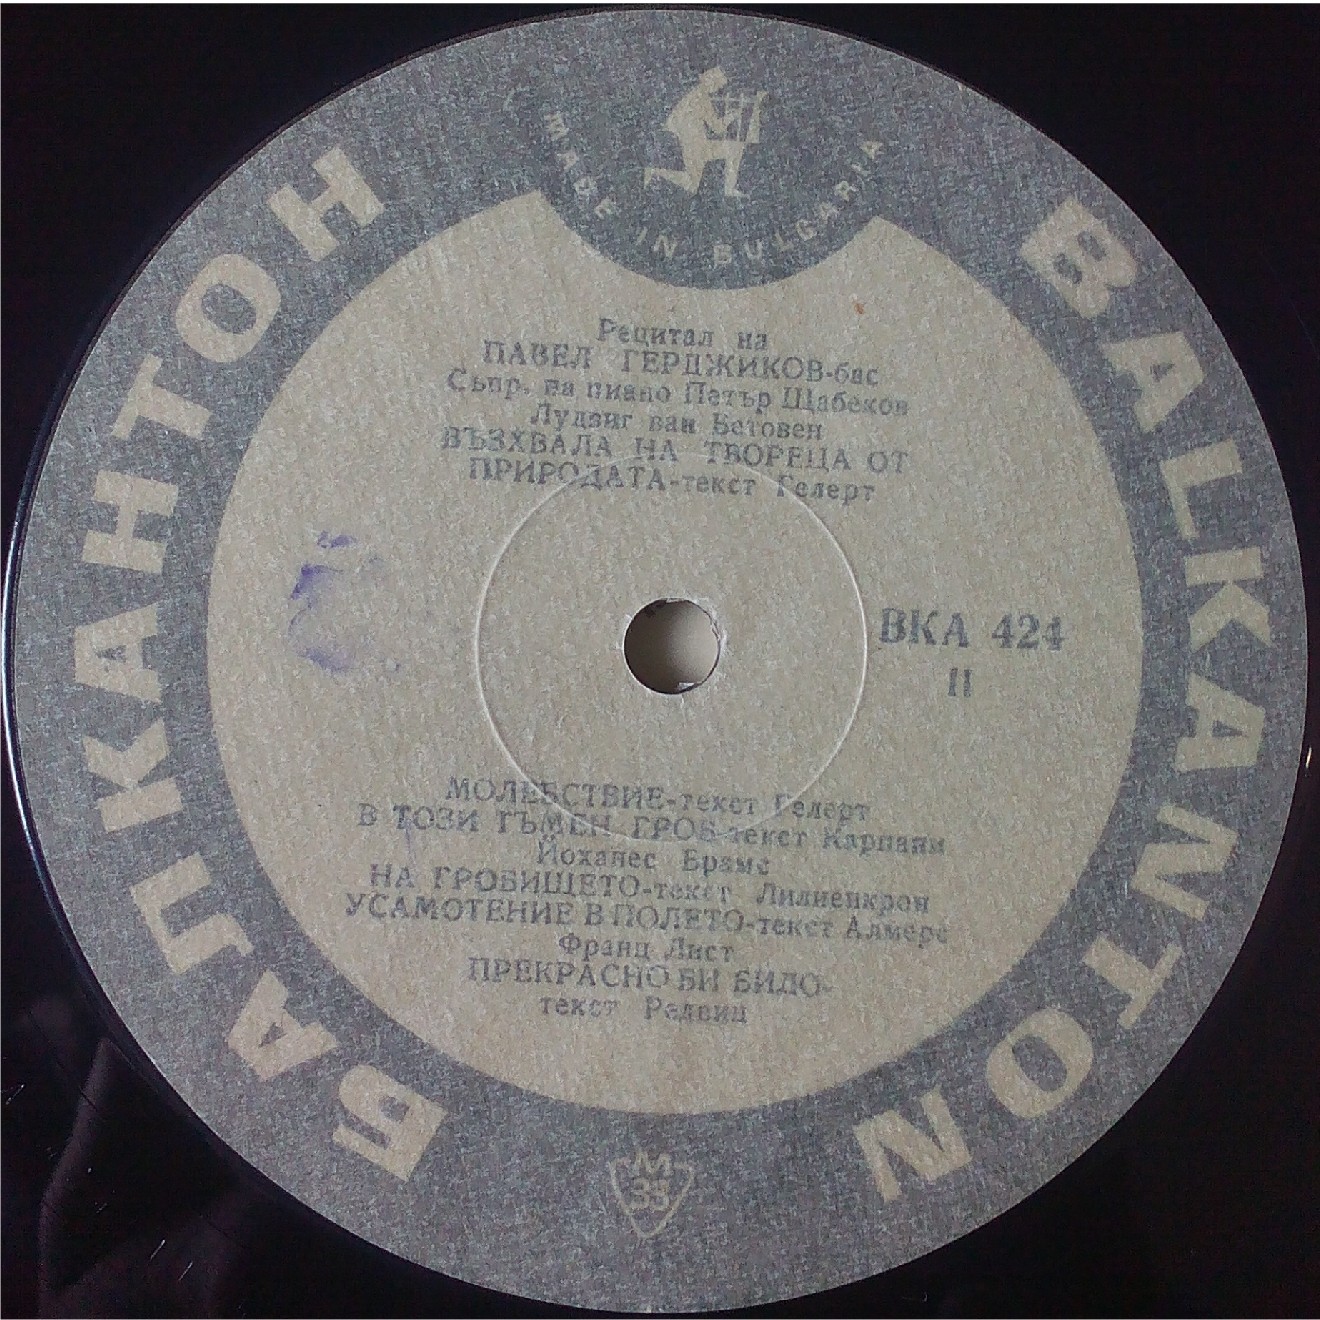 MADE IN BULGARIA
БАЛКАНТОН
BALKANTON
Рецитал на
ПАВЕЛ ГЕРДЖИКОВ-бас
Съпр. на пиано Петър Щабеков
Лудвиг ван Бетовен
ВЪЗХВАЛА НА ТВОРЕЦА ОТ
ПРИРОДАТА-текст Гелерт
ВКА 424
II
МОЛЕБСТВИЕ-текст Гелерт
В ТОЗИ ТЪМЕН ГРОБ-текст Карпани
Йоханес Брамс
НА ГРОБИЩЕТО-текст Лилиенкрон
УСАМОТЕНИЕ В ПОЛЕТО-текст Алмерс
Франц Лист
ПРЕКРАСНО БИ БИЛО-
текст Редвиц
М
33